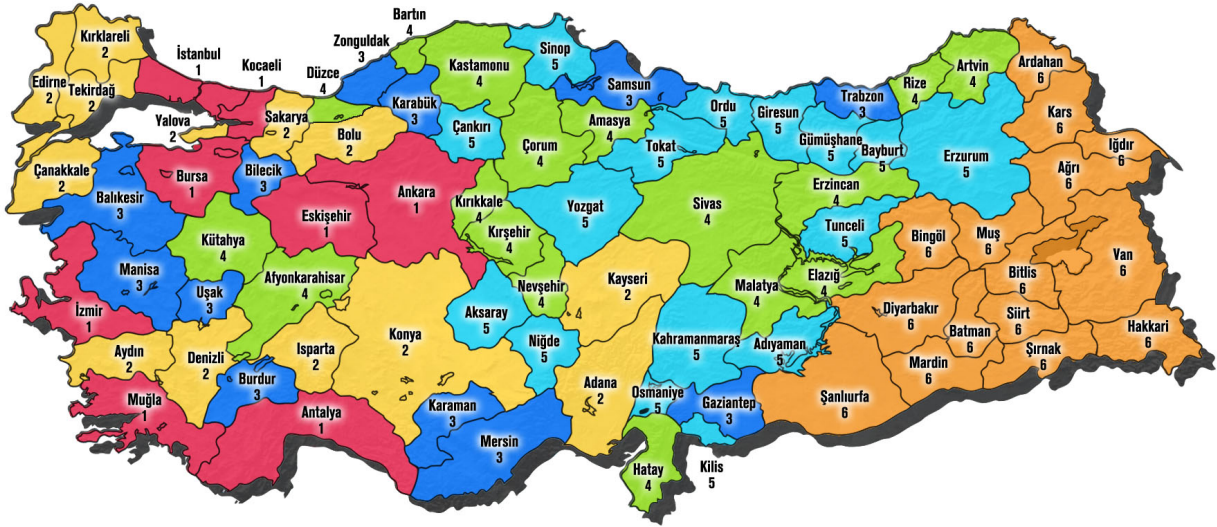 Bartın
4
Zonguldak
3
Kırklareli
2
İstanbul
1
Kocaeli
1
Düzce
4
Kastamonu
4
Sinop
5
Samsun
3
Artvin
4
Ardahan
6
Edirne
2
Tekirdağ
2
Yalova
2
Sakarya
2
Bolu
2
Karabük
3
Çankırı
5
Çorum
4
Amasya
4
Ordu
5
Giresun
5
Trabzon
3
Rize
4
Kars
6
Tokat
5
Gümüşhane
5
Bayburt
5
Erzurum
5
Iğdır
6
Ağrı
6
Çanakkale
2
Balıkesir
3
Bursa
1
Bilecik
3
Eskişehir
1
Ankara
1
Kırıkkale
4
Kırşehir
4
Yozgat
5
Sivas
4
Erzincan
4
Tunceli
5
Bingöl
6
Muş
6
Van
6
Kütahya
4
Manisa
3
Uşak
3
Afyonkarahisar
4
Nevşehir
4
Kayseri
2
4
Malatya
4
Elazığ
4
Bitlis
6
İzmir
1
Aksaray
5
Konya
2
Niğde
5
Kahramanmaraş
5
Adıyaman
5
Diyarbakır
6
Batman
6
Siirt
6
Şırnak
6
Hakkari
6
Aydın
2
Denizli
2
Isparta
2
Burdur
3
Mardin
6
Muğla
1
Antalya
1
Karaman
3
Mersin
3
Adana
2
Osmaniye
5
Gaziantep
3
Şanlıurfa
6
Hatay
4
Kilis
5